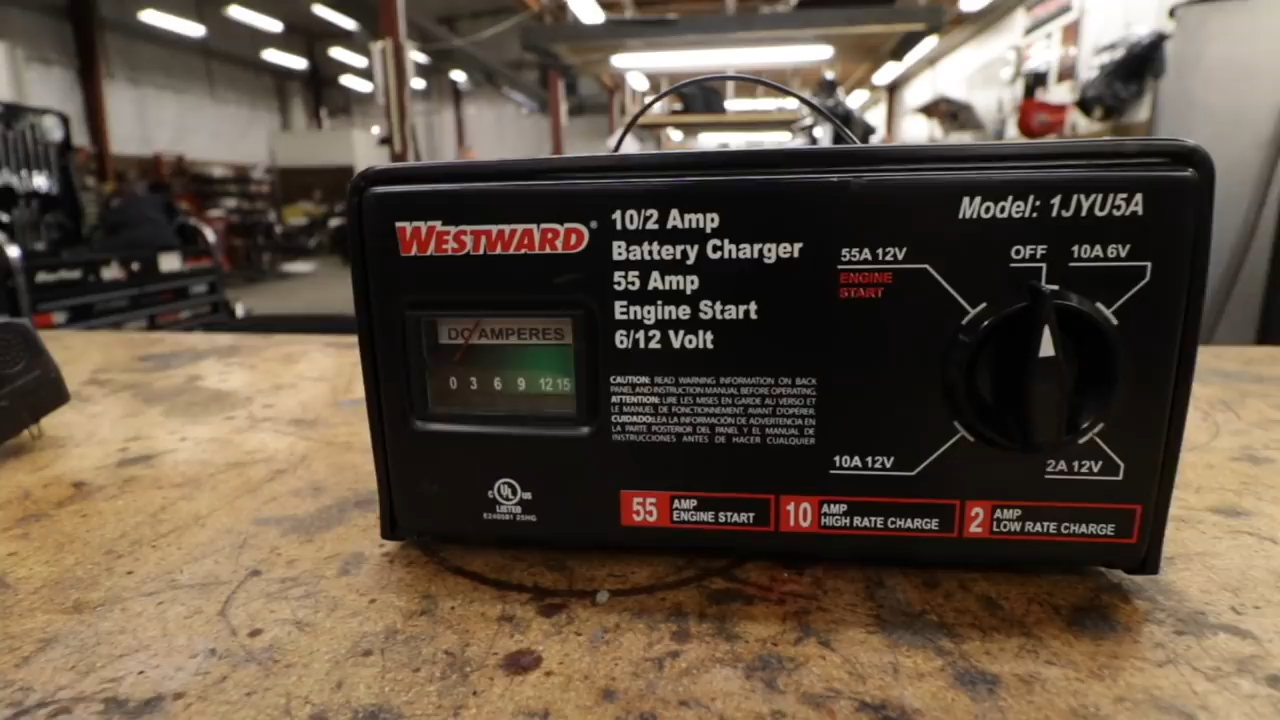 WESTWARD®
10/2 Amp
Battery Charger
55 Amp
Engine Start
6/12 Volt
Model: 1JYU5A
55A 12V
ENGINE
START
OFF
10A 6V
10A 12V
2A 12V
DC AMPERES
0 3 6 9 12 15
CAUTION: READ WARNING INFORMATION ON BACK
PANEL AND INSTRUCTION MANUAL BEFORE OPERATING.
ATTENTION: LIRE LES MISES EN GARDE AU VERSO ET
LE MANUEL DE FONCTIONNEMENT, AVANT D'OPÉRER.
CUIDADO:LEA LA INFORMACIÓN DE ADVERTENCIA EN
LA PARTE POSTERIOR DEL PANEL Y EL MANUAL DE
INSTRUCCIONES ANTES DE HACER CUALQUIER
C UL US
LISTED
E240581 25HG
55 AMP
ENGINE START
10 AMP
HIGH RATE CHARGE
2 AMP
LOW RATE CHARGE